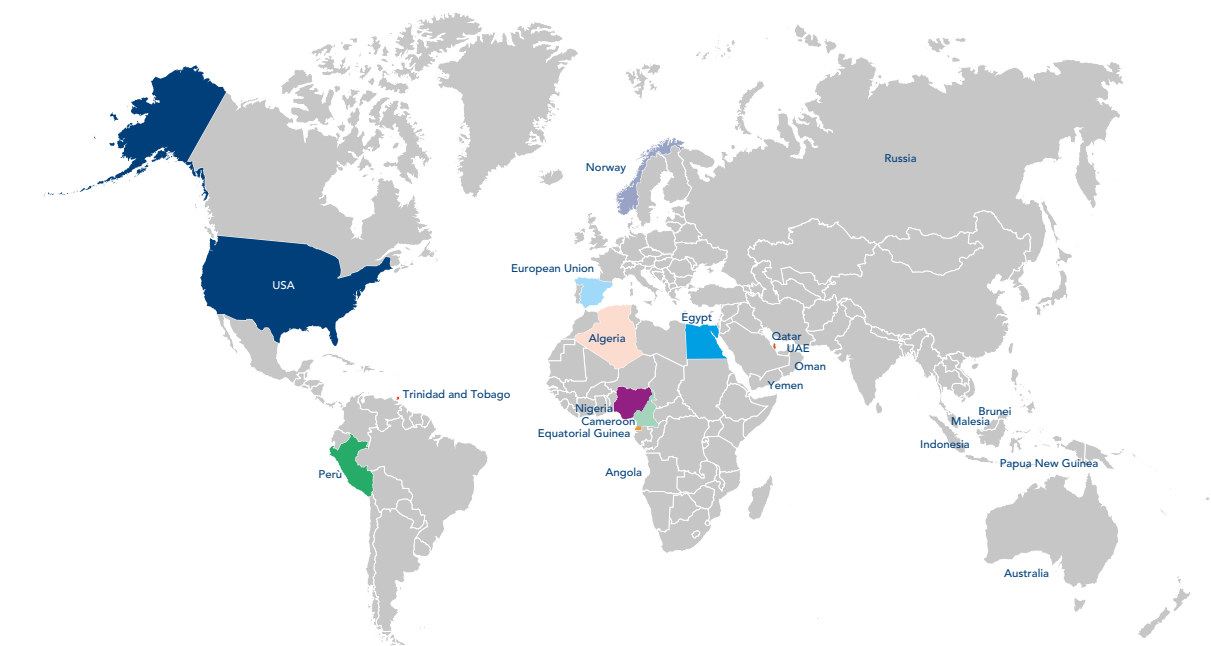 Russia
Norway
European Union
USA
Egypt
Algeria
Qatar
UAE
Oman
Yemen
Trinidad and Tobago
Nigeria
Cameroon
Equatorial Guinea
Brunei
Malesia
Indonesia
Papua New Guinea
Perù
Angola
Australia